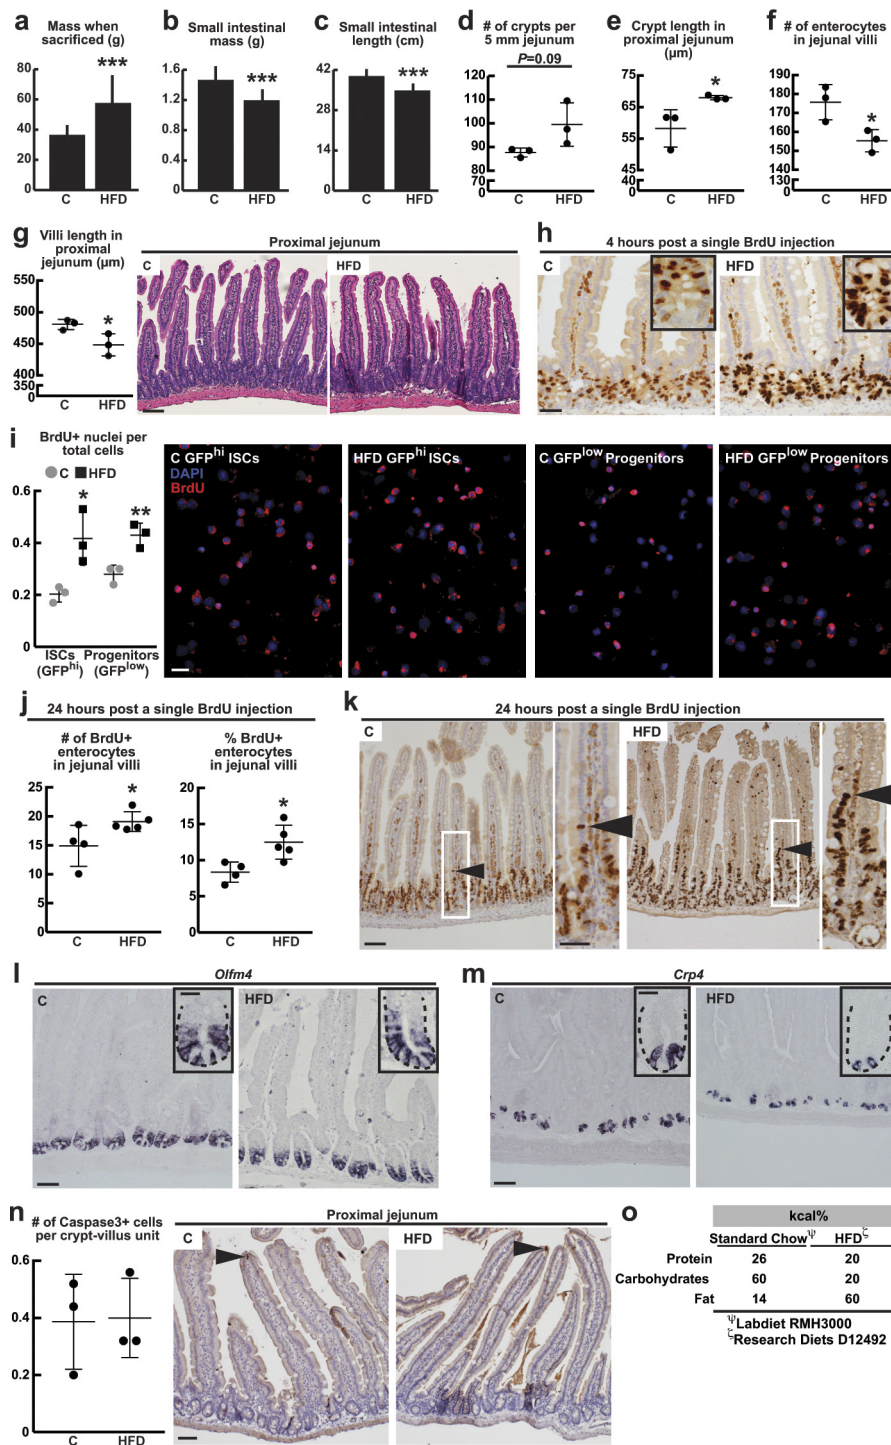 a
Mass when
sacrificed (g)
80
60
40
20
0
***
C
HFD
b
Small intestinal
mass (g)
1.6
1.2
0.8
0.4
0
***
C
HFD
c
Small intestinal
length (cm)
42
28
14
0
***
C
HFD
d
# of crypts per
5 mm jejunum
P=0.09
120
110
100
90
80
0
C
HFD
e
Crypt length in
proximal jejunum
(µm)
75
65
55
45
40
0
*
C
HFD
f
# of enterocytes
in jejunal villi
200
190
180
170
160
150
140
130
0
*
C
HFD
g
Villi length in
proximal
jejunum (µm)
550
500
450
400
350
0
*
C
HFD
Proximal jejunum
C
HFD
h
4 hours post a single BrdU injection
C
HFD
i
BrdU+ nuclei per
total cells
C HFD
0.6
0.4
0.2
0
*
**
ISCs Progenitors
(GFPhi) (GFPlow)
C GFPhi ISCs
DAPI
BrdU
HFD GFPhi ISCs
C GFPlow Progenitors
HFD GFPlow Progenitors
j
24 hours post a single BrdU injection
# of BrdU+
enterocytes
in jejunal villi
25
20
15
10
5
0
*
C
HFD
% BrdU+
enterocytes
in jejunal villi
20
15
10
5
0
*
C
HFD
k
24 hours post a single BrdU injection
C
HFD
l
Olfm4
C
HFD
m
Crp4
C
HFD
n
# of Caspase3+ cells
per crypt-villus unit
0.6
0.4
0.2
0
C
HFD
Proximal jejunum
C
HFD
o
kcal%
Standard Chowψ HFDζ
Protein 26 20
Carbohydrates 60 20
Fat 14 60
ψLabdiet RMH3000
ζResearch Diets D12492